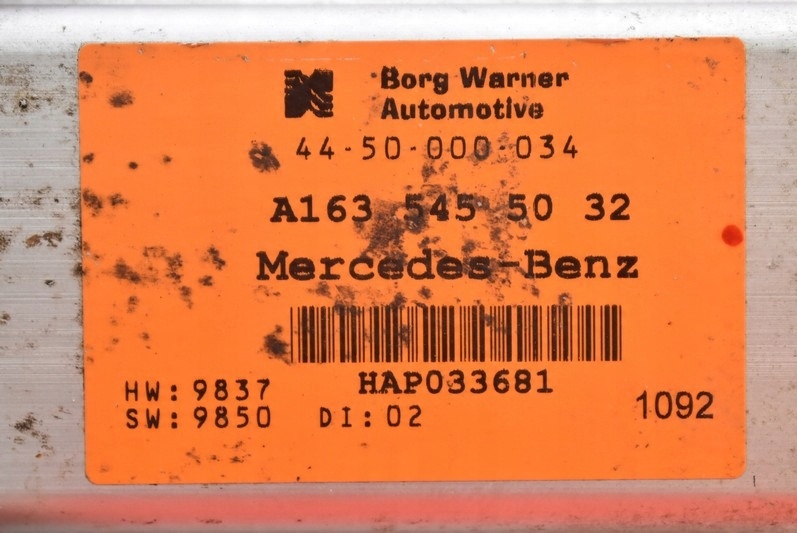 Borg Warner
Automotive
44-50-000-034
A163 545 50 32
Mercedes-Benz
HAP033681
HW: 9837
SW: 9850 DI: 02
1092